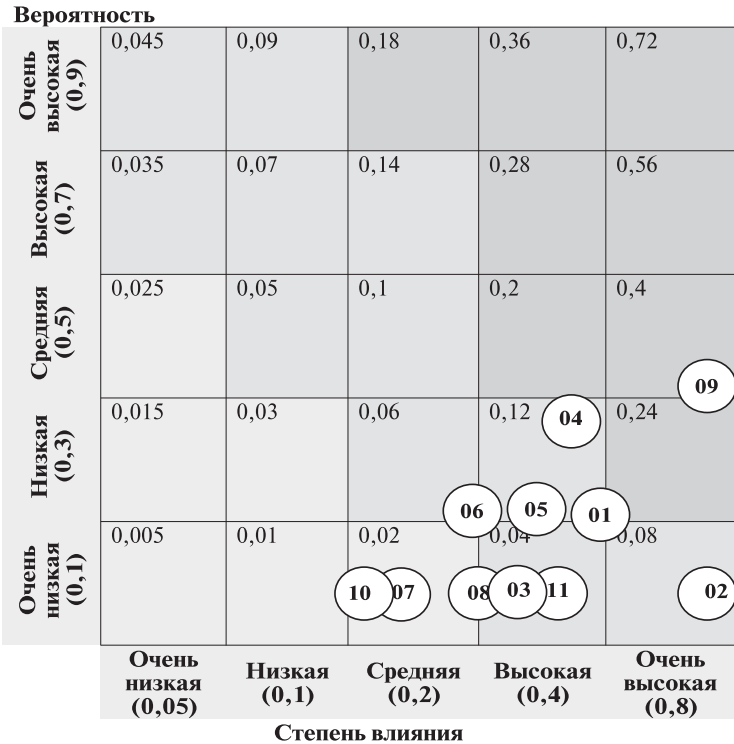 Вероятность
Очень
высокая
(0,9)
0,045 0,09 0,18 0,36 0,72
Высокая
(0,7)
0,035 0,07 0,14 0,28 0,56
Средняя
(0,5)
0,025 0,05 0,1 0,2 0,4
09
Низкая
(0,3)
0,015 0,03 0,06 0,12 04 0,24
06 05 01
Очень
низкая
(0,1)
0,005 0,01 0,02 0,04 0,08
10 07 08 03 11 02
Очень
низкая
(0,05)
Низкая
(0,1)
Средняя
(0,2)
Высокая
(0,4)
Очень
высокая
(0,8)
Степень влияния